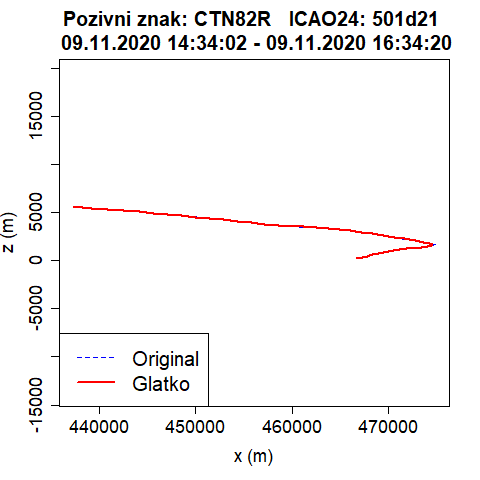 Pozivni znak: CTN82R   ICAO24: 501d21
09.11.2020 14:34:02 - 09.11.2020 16:34:20
z (m)
15000
5000
0
-5000
-15000
Original
Glatko
440000 450000 460000 470000
x (m)